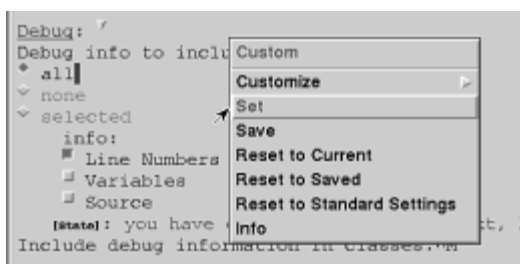 Debug:
Debug info to inclu
all
none
selected
info:
Line Numbers
Variables
Source
[State]: you have
Include debug information in classes.^M
Custom
Customize
Set
Save
Reset to Current
Reset to Saved
Reset to Standard Settings
Info